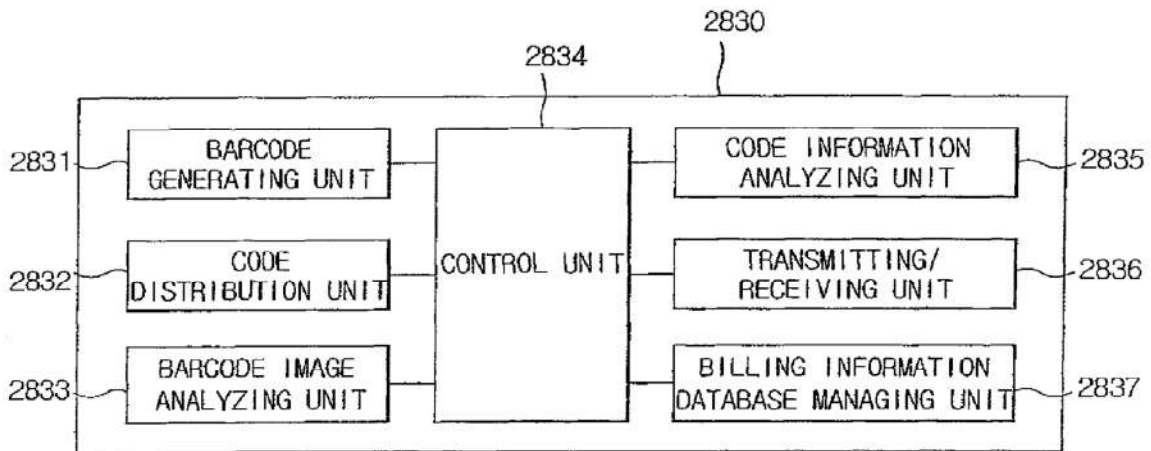 2830
2834
2831
BARCODE
GENERATING UNIT
CODE INFORMATION
ANALYZING UNIT
2835
2832
CODE
DISTRIBUTION UNIT
CONTROL UNIT
TRANSMITTING/
RECEIVING UNIT
2836
2833
BARCODE IMAGE
ANALYZING UNIT
BILLING INFORMATION
DATABASE MANAGING UNIT
2837